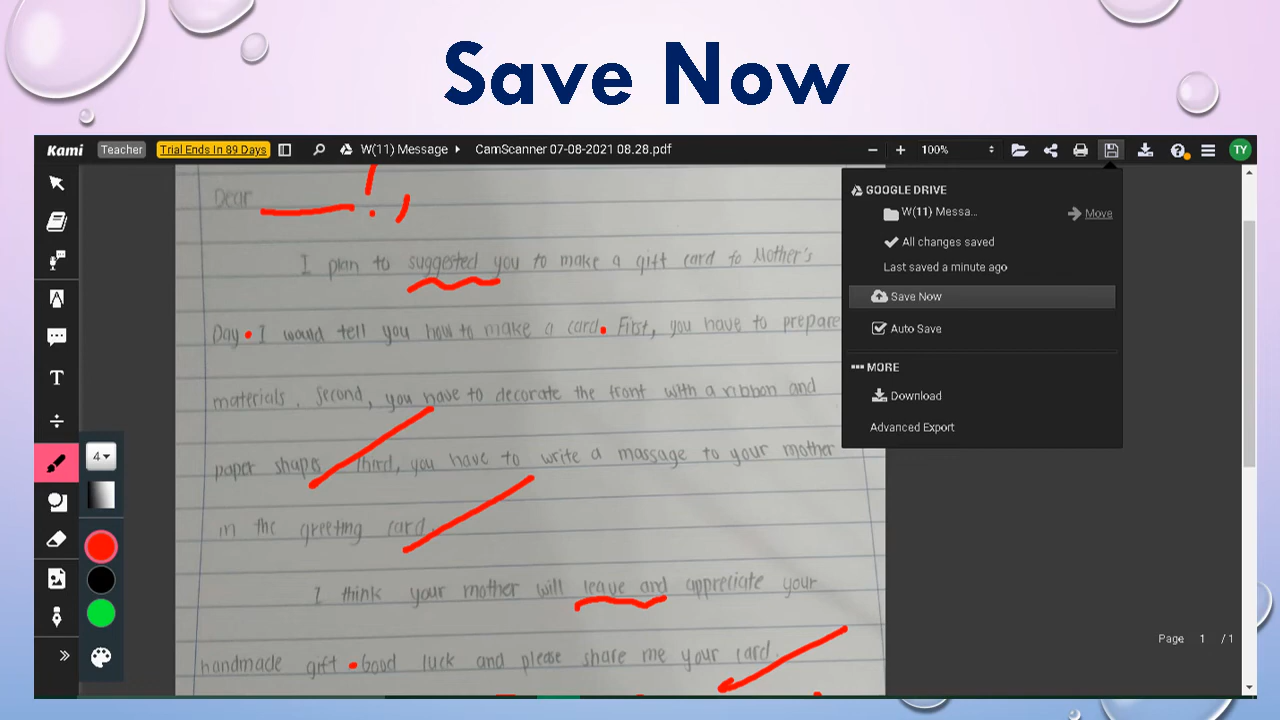 Save Now
Kami Teacher Trial Ends In 89 Days W(11) Message CamScanner 07-08-2021 08.28.pdf 100% TY
GOOGLE DRIVE
W(11) Messa... Move
All changes saved
Last saved a minute ago
Save Now
Auto Save
MORE
Download
Advanced Export
T
4
Dear ________!,
I plan to suggested you to make a gift card to Mother's
Day. I would tell you how to make a card. First, you have to prepare
materials. Second, you have to decorate the front with a ribbon and
paper shape Third, you have to write a massage to your mother
in the greeting card.
I think your mother will leave and appreciate your
handmade gift. Good luck and please share me your card.
Page 1 / 1